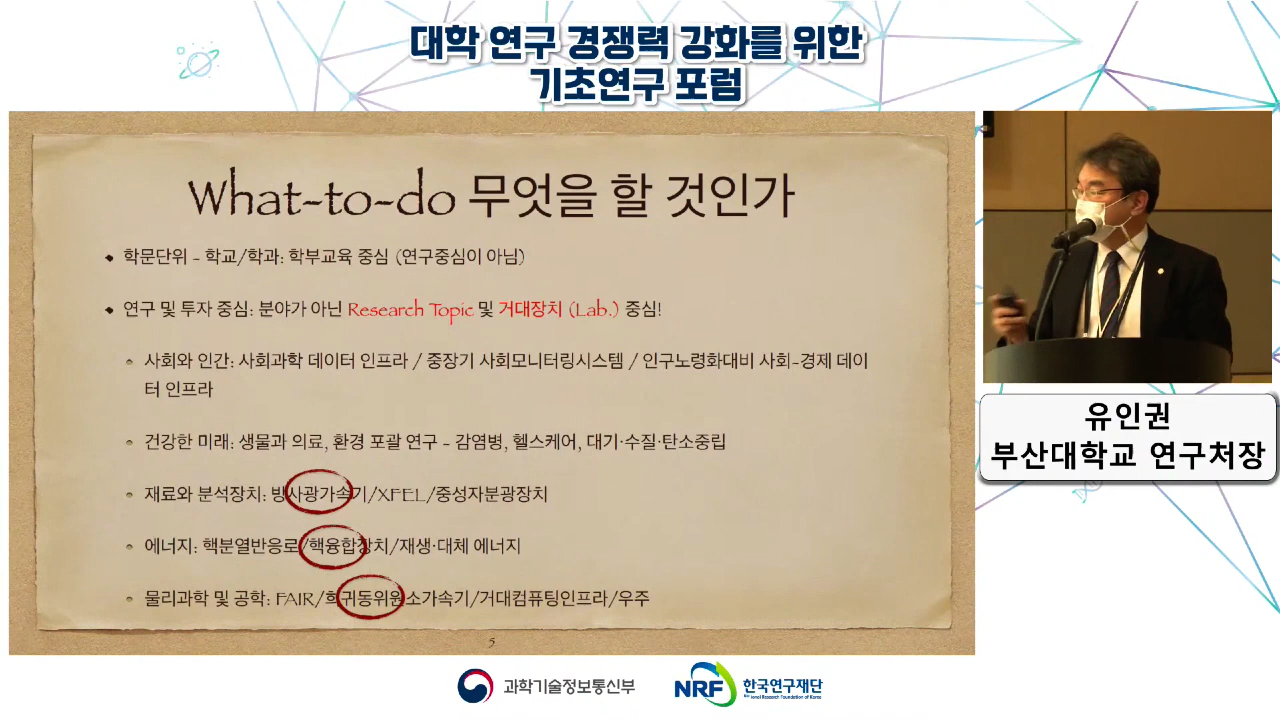 대학 연구 경쟁력 강화를 위한
기초연구 포럼
What-to-do 무엇을 할 것인가
학문단위 - 학교/학과: 학부교육 중심 (연구중심이 아님)
연구 및 투자 중심: 분야가 아닌 Research Topic 및 거대장치 (Lab.) 중심!
사회와 인간: 사회과학 데이터 인프라 / 중장기 사회모니터링시스템 / 인구노령화대비 사회-경제 데이
터 인프라
건강한 미래: 생물과 의료, 환경 포괄 연구 - 감염병, 헬스케어, 대기·수질·탄소중립
재료와 분석장치: 방사광가속기/XFEL/중성자분광장치
에너지: 핵분열반응로/핵융합장치/재생·대체 에너지
물리과학 및 공학: FAIR/희귀동위원소가속기/거대컴퓨팅인프라/우주
5
유인권
부산대학교 연구처장
과학기술정보통신부
NRF 한국연구재단
National Research Foundation of Korea